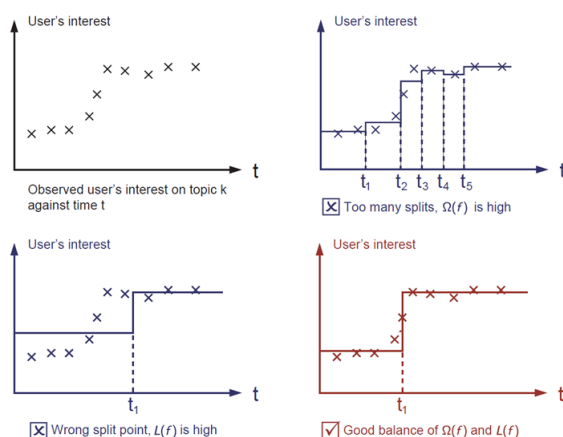 User's interest
t
Observed user's interest on topic k
against time t
User's interest
t
t₁ t₂ t₃ t₄ t₅
Too many splits, Ω(f) is high
User's interest
t
t₁
Wrong split point, L(f) is high
User's interest
t
t₁
Good balance of Ω(f) and L(f)